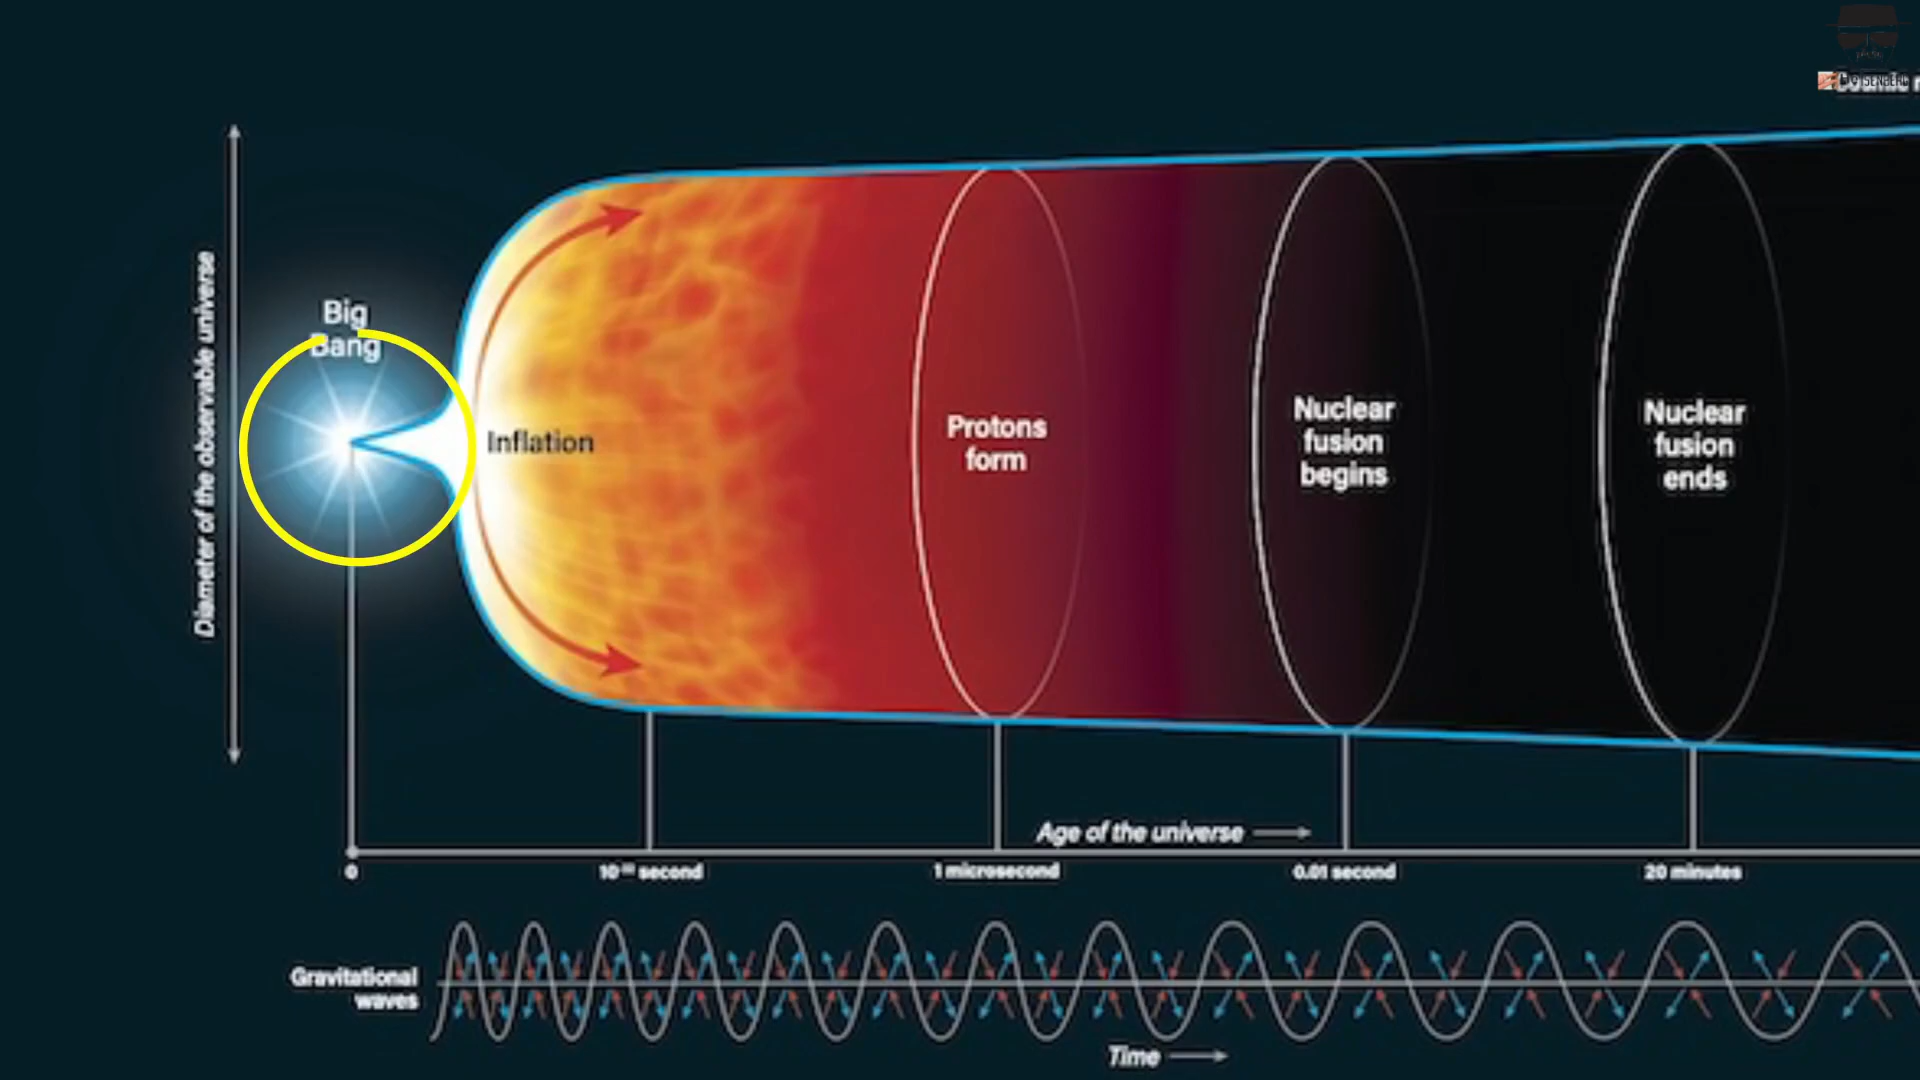 Cosmic
Big
Bang
Diameter of the observable universe
Inflation
Protons
form
Nuclear
fusion
begins
Nuclear
fusion
ends
Age of the universe
0
second
1 microsecond
0.01 second
20 minutes
Gravitational
waves
Time